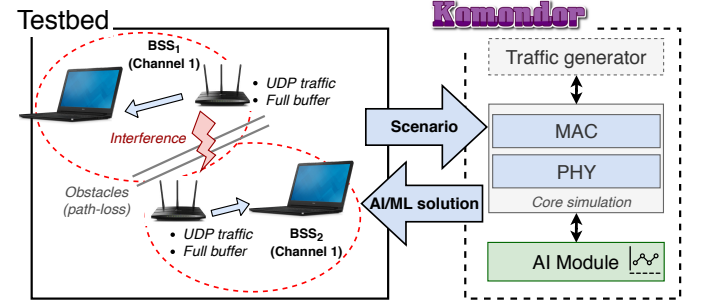 Testbed
BSS1
(Channel 1)
• UDP traffic
• Full buffer
Interference
Obstacles
(path-loss)
• UDP traffic
• Full buffer
BSS2
(Channel 1)
Scenario
AI/ML solution
Komondor
Traffic generator
MAC
PHY
Core simulation
AI Module